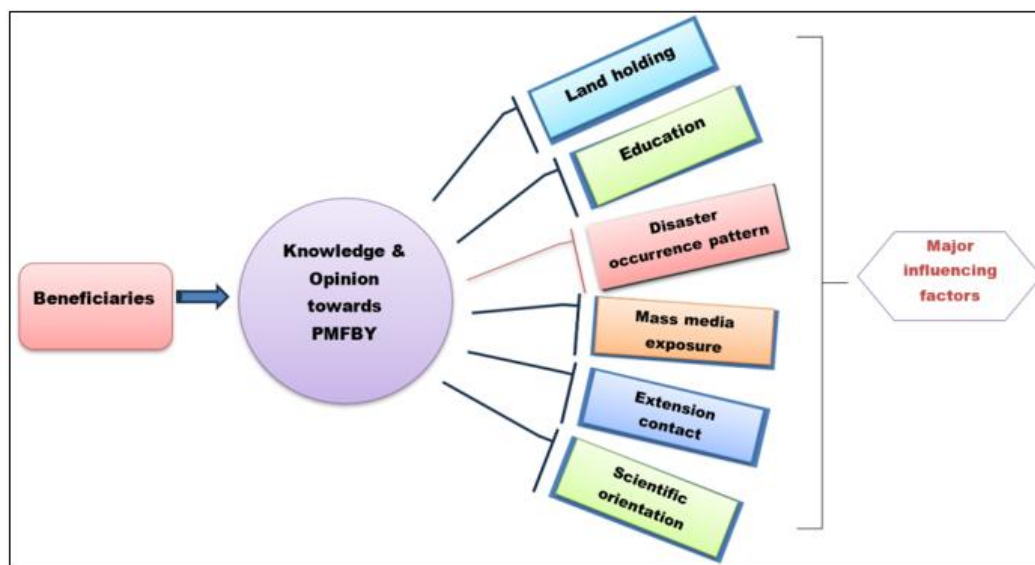 Beneficiaries
Knowledge &
Opinion
towards
PMFBY
Land holding
Education
Disaster
occurrence pattern
Mass media
exposure
Extension
contact
Scientific
orientation
Major
influencing
factors